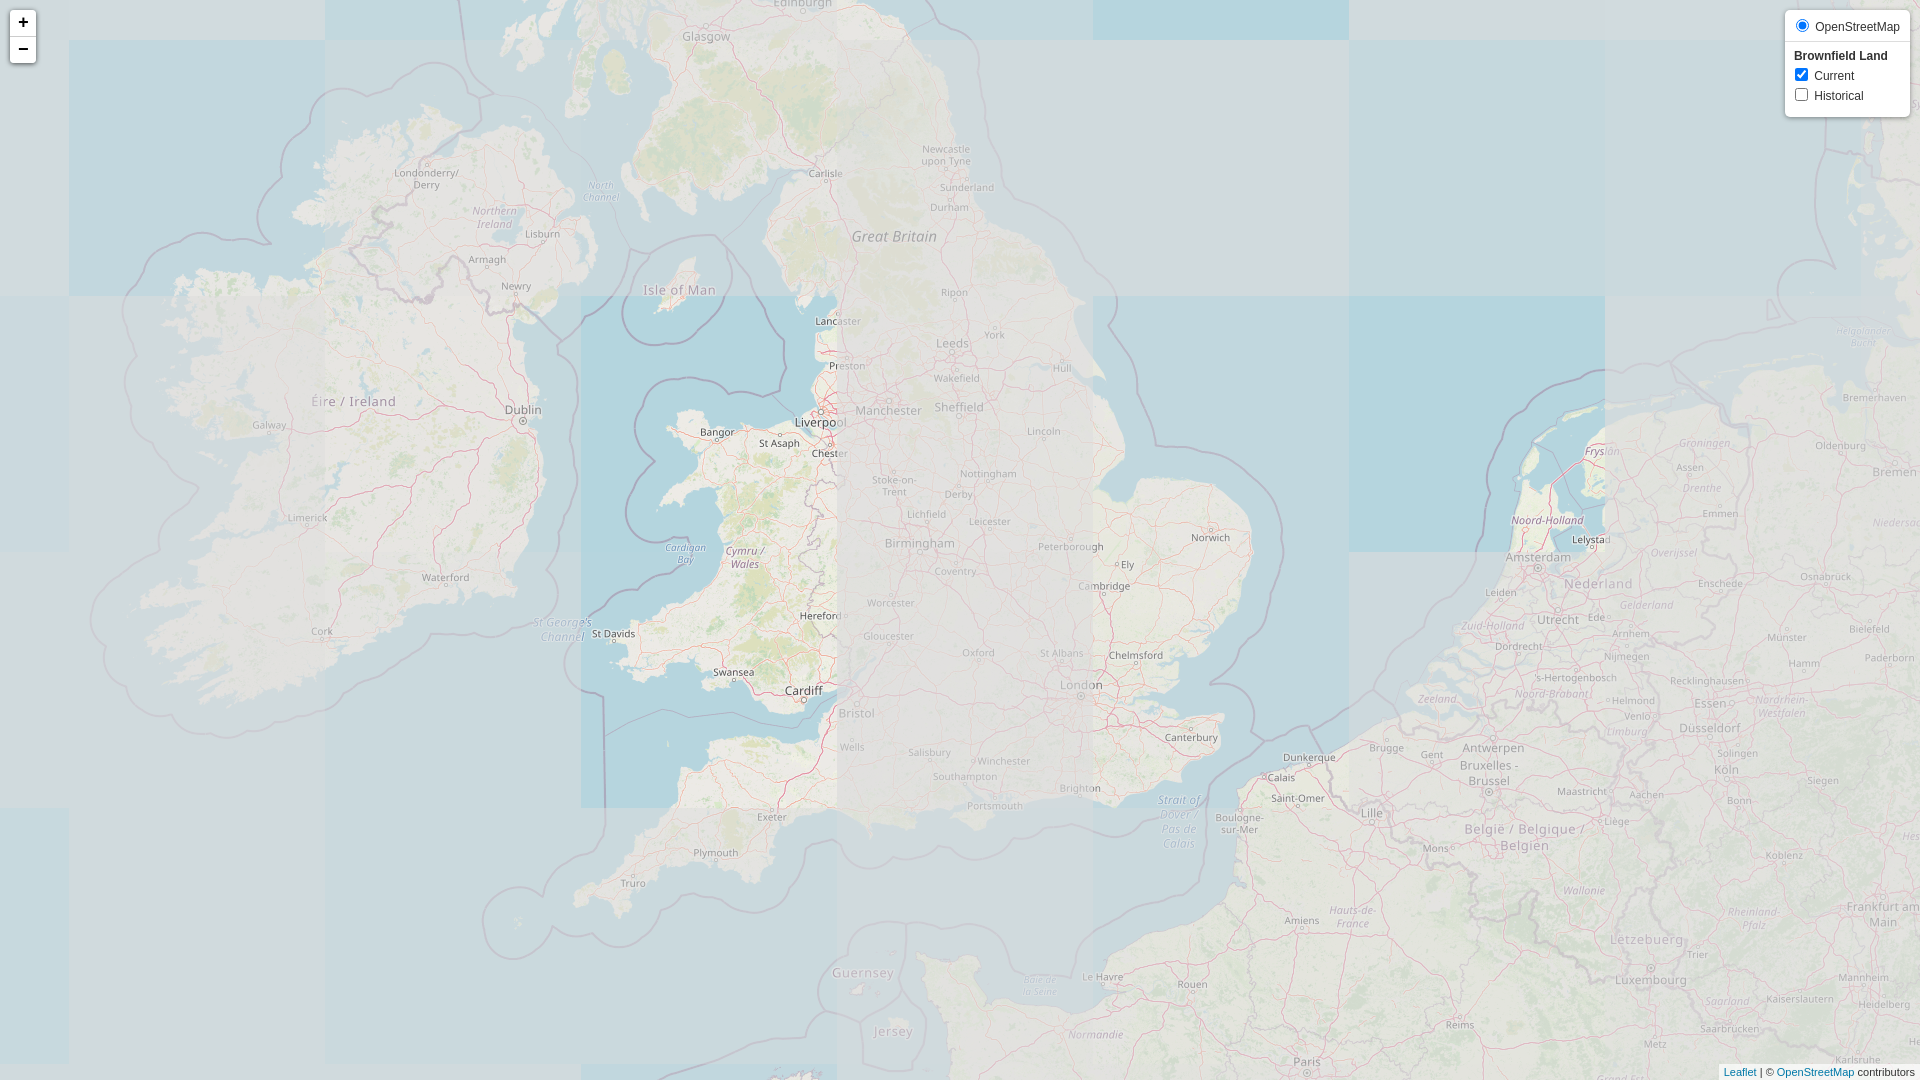 +
−
OpenStreetMap
Brownfield Land
Current
Historical
Edinburgh
Glasgow
Newcastle
upon Tyne
Londonderry/
Derry
Carlisle
North
Channel
Sunderland
Durham
Northern
Ireland
Lisburn
Great Britain
Armagh
Newry
Isle of Man
Ripon
Lancaster
York
Helgoländer
Bucht
Leeds
Preston
Hull
Wakefield
Éire / Ireland
Bremerhaven
Dublin
Manchester
Sheffield
Galway
Liverpool
Bangor
Lincoln
St Asaph
Groningen
Oldenburg
Chester
Fryslân
Assen
Bremen
Nottingham
Stoke-on-
Trent
Drenthe
Derby
Limerick
Lichfield
Leicester
Noord-Holland
Emmen
Norwich
Lelystad
Birmingham
Peterborough
Cardigan
Bay
Cymru /
Wales
Amsterdam
Overijssel
Ely
Coventry
Waterford
Cambridge
Nederland
Enschede
Osnabrück
Leiden
Worcester
Gelderland
Hereford
Utrecht
Ede
St George's
Channel
Cork
St Davids
Gloucester
Zuid-Holland
Arnhem
Münster
Bielefeld
Dordrecht
Oxford
St Albans
Chelmsford
Nijmegen
Hamm
Paderborn
Swansea
's-Hertogenbosch
Recklinghausen
Cardiff
London
Zeeland
Noord-Brabant
Helmond
Essen
Nordrhein-
Westfalen
Bristol
Venlo
Düsseldorf
Limburg
Canterbury
Wells
Salisbury
Brugge
Gent
Antwerpen
Solingen
Winchester
Dunkerque
Bruxelles -
Brussel
Köln
Southampton
Calais
Siegen
Brighton
Maastricht
Aachen
Saint-Omer
Bonn
Portsmouth
Strait of
Dover /
Pas de
Calais
Exeter
Boulogne-
sur-Mer
Lille
Liège
België / Belgique /
Belgien
Plymouth
Mons
Koblenz
Truro
Wallonie
Hauts-de-
France
Amiens
Rheinland-
Pfalz
Frankfurt am
Main
Lëtzebuerg
Trier
Guernsey
Le Havre
Baie de
la Seine
Rouen
Luxembourg
Mannheim
Saarland
Kaiserslautern
Heidelberg
Jersey
Normandie
Reims
Saarbrücken
Metz
Karlsruhe
Paris
Grand Est
Leaflet | © OpenStreetMap contributors